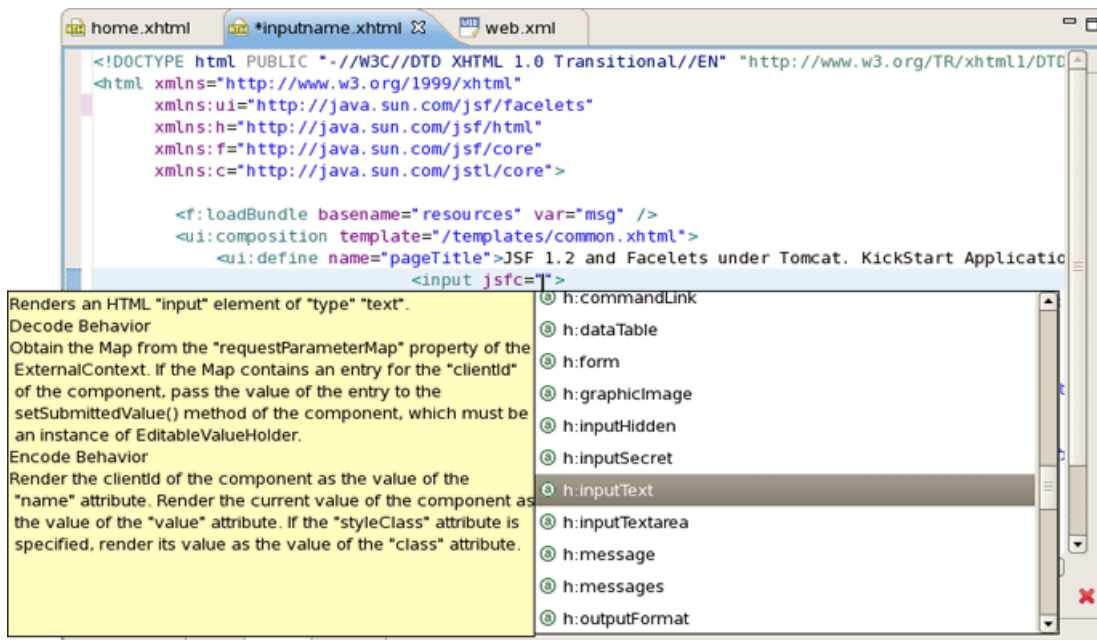 home.xhtml *inputname.xhtml web.xml
<!DOCTYPE html PUBLIC "-//W3C//DTD XHTML 1.0 Transitional//EN" "http://www.w3.org/TR/xhtml1/DTD
<html xmlns="http://www.w3.org/1999/xhtml"
xmlns:ui="http://java.sun.com/jsf/facelets"
xmlns:h="http://java.sun.com/jsf/html"
xmlns:f="http://java.sun.com/jsf/core"
xmlns:c="http://java.sun.com/jstl/core">
<f:loadBundle basename="resources" var="msg" />
<ui:composition template="/templates/common.xhtml">
<ui:define name="pageTitle">JSF 1.2 and Facelets under Tomcat. KickStart Applicatio
<input jsfc="">
Renders an HTML "input" element of "type" "text".
Decode Behavior
Obtain the Map from the "requestParameterMap" property of the
ExternalContext. If the Map contains an entry for the "clientId"
of the component, pass the value of the entry to the
setSubmittedValue() method of the component, which must be
an instance of EditableValueHolder.
Encode Behavior
Render the clientId of the component as the value of the
"name" attribute. Render the current value of the component as
the value of the "value" attribute. If the "styleClass" attribute is
specified, render its value as the value of the "class" attribute.
h:commandLink
h:dataTable
h:form
h:graphicImage
h:inputHidden
h:inputSecret
h:inputText
h:inputTextarea
h:message
h:messages
h:outputFormat